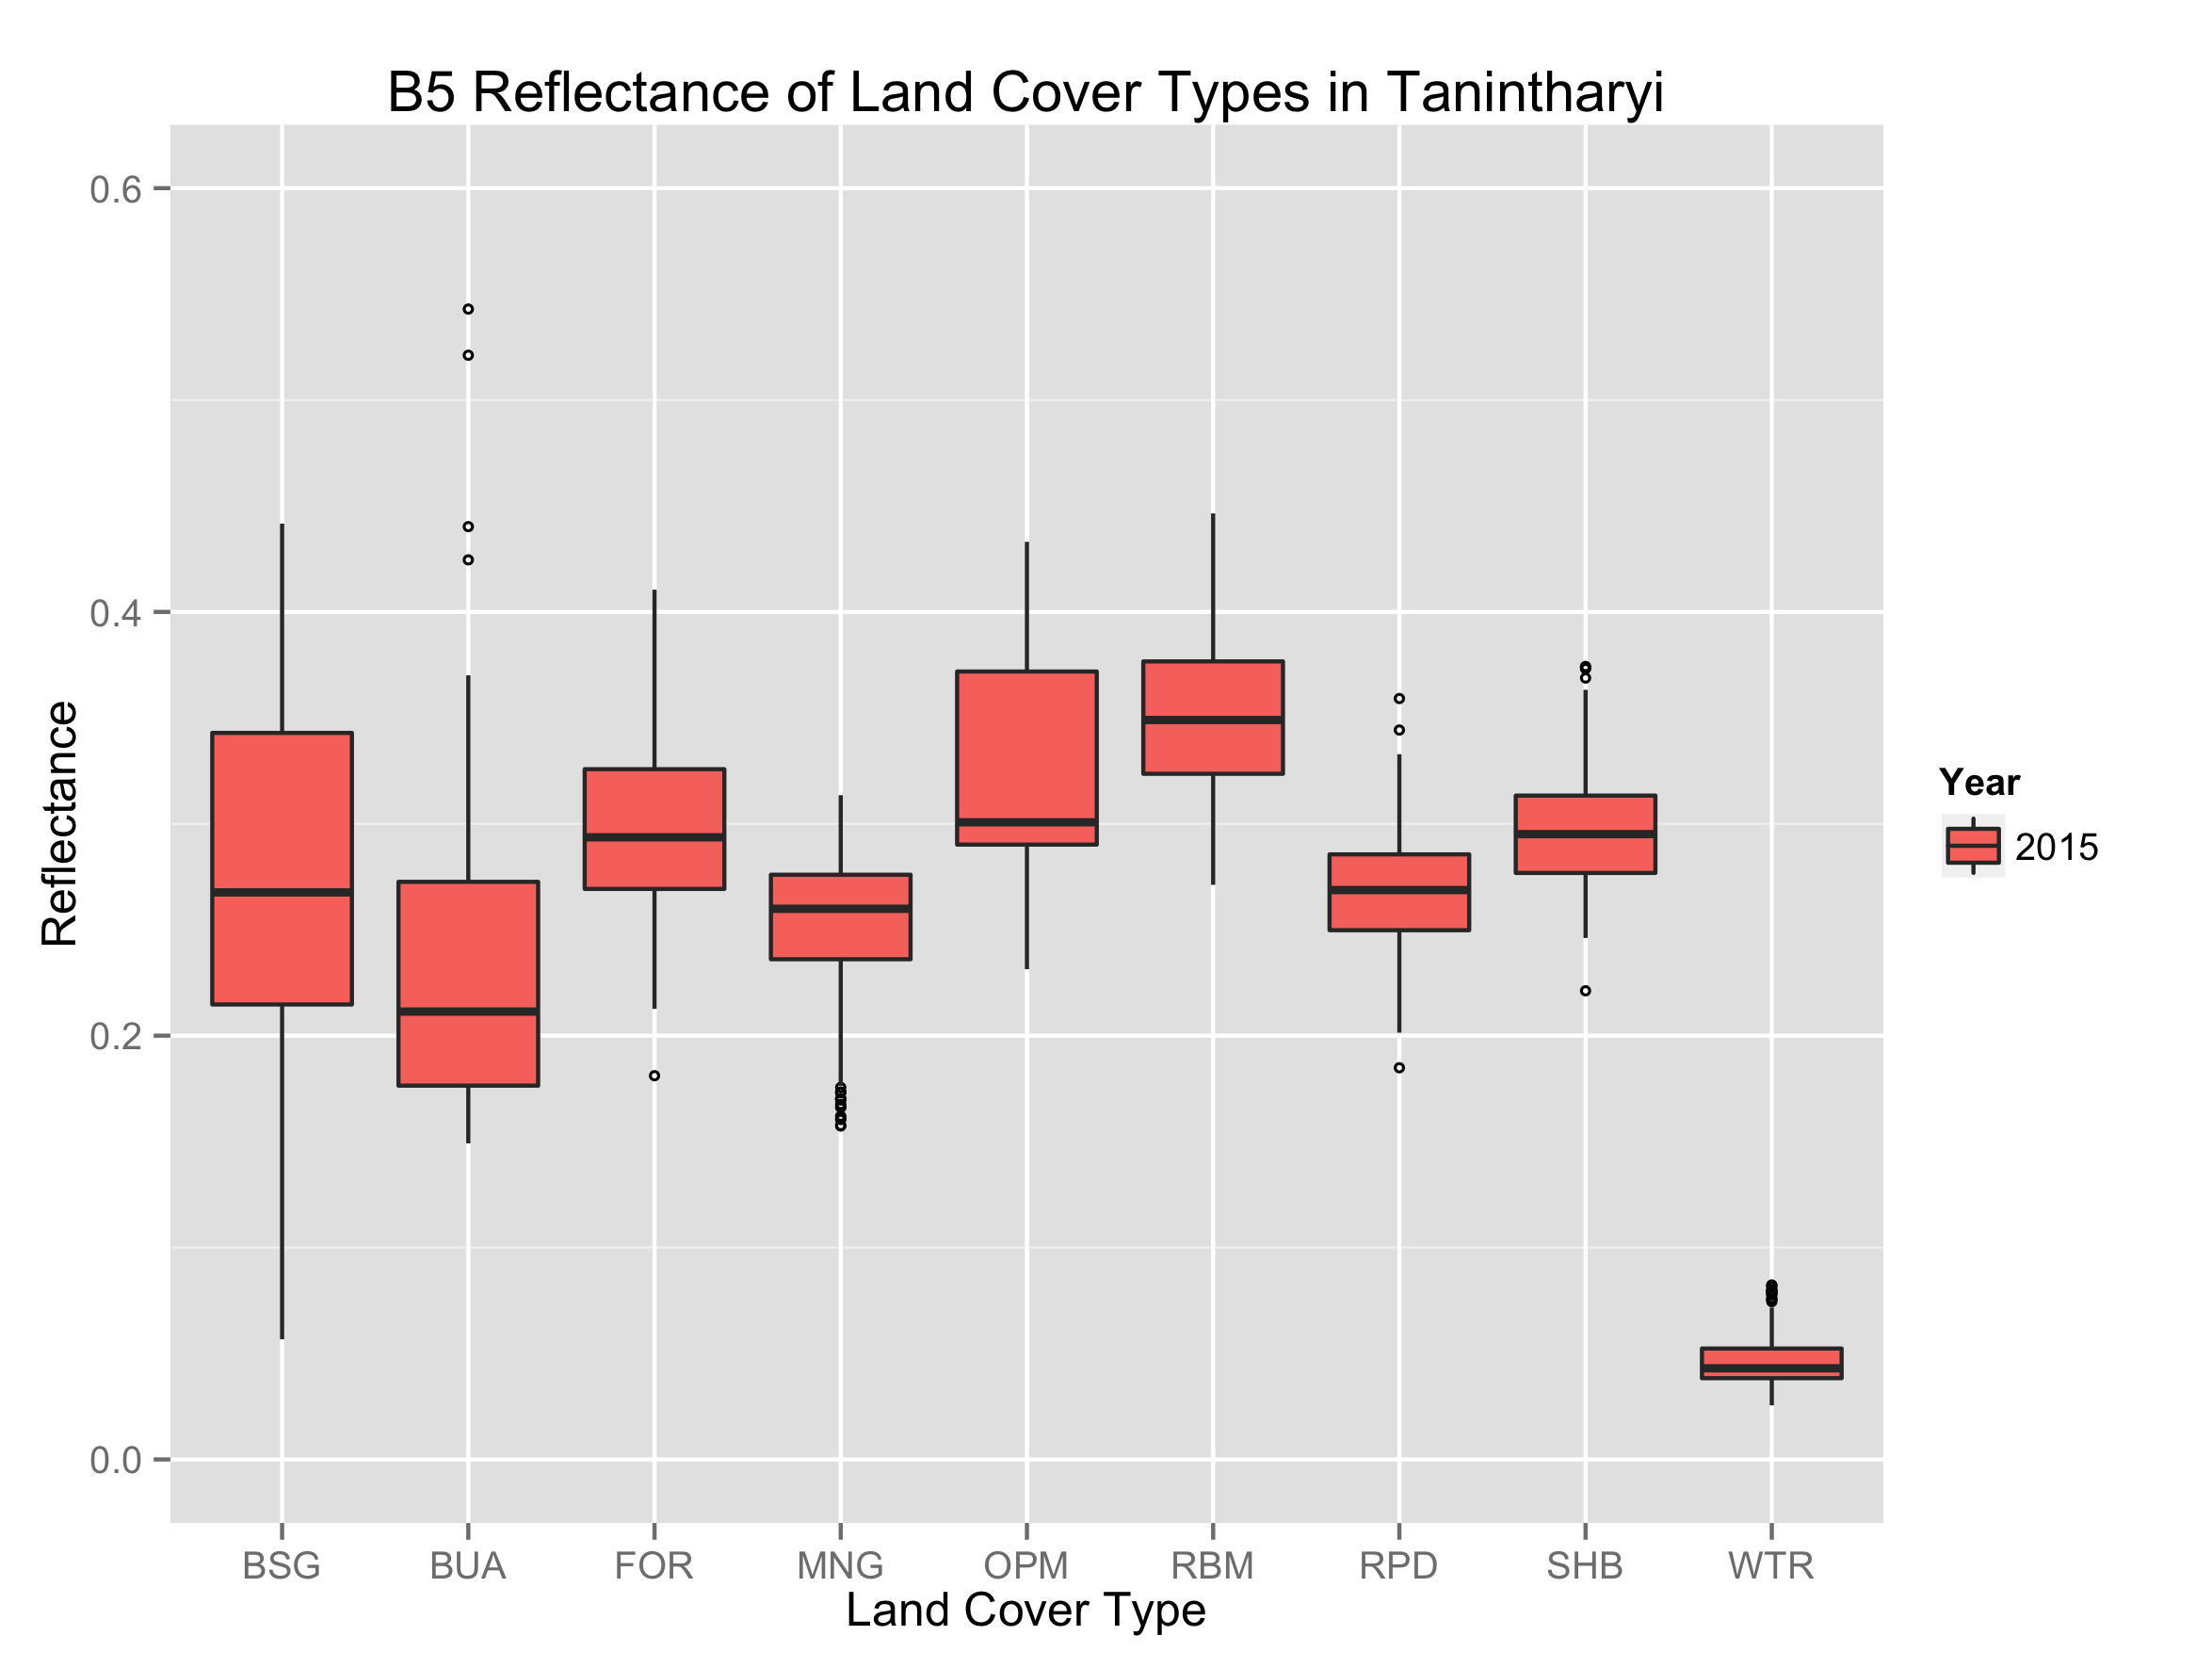 B5 Reflectance of Land Cover Types in Tanintharyi
0.6
0.4
0.2
0.0
Reflectance
BSG BUA FOR MNG OPM RBM RPD SHB WTR
Land Cover Type
Year
2015